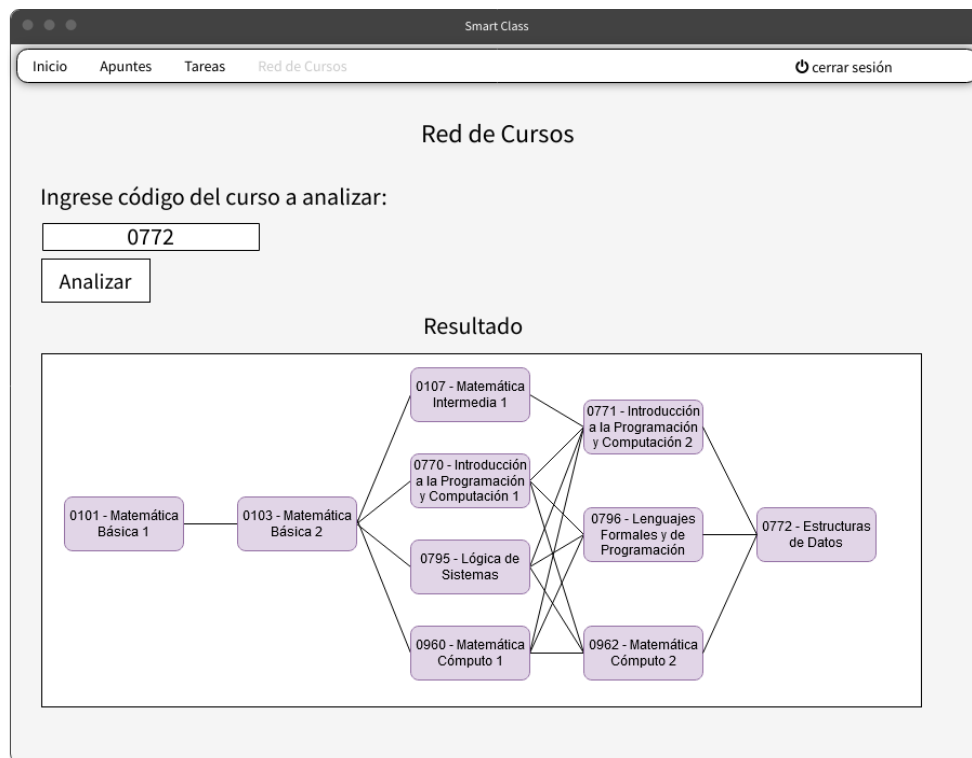 Smart Class
Inicio Apuntes Tareas Red de Cursos cerrar sesión
Red de Cursos
Ingrese código del curso a analizar:
0772
Analizar
Resultado
0101 - Matemática
Básica 1
0103 - Matemática
Básica 2
0107 - Matemática
Intermedia 1
0770 - Introducción
a la Programación
y Computación 1
0795 - Lógica de
Sistemas
0960 - Matemática
Cómputo 1
0771 - Introducción
a la Programación
y Computación 2
0796 - Lenguajes
Formales y de
Programación
0962 - Matemática
Cómputo 2
0772 - Estructuras
de Datos